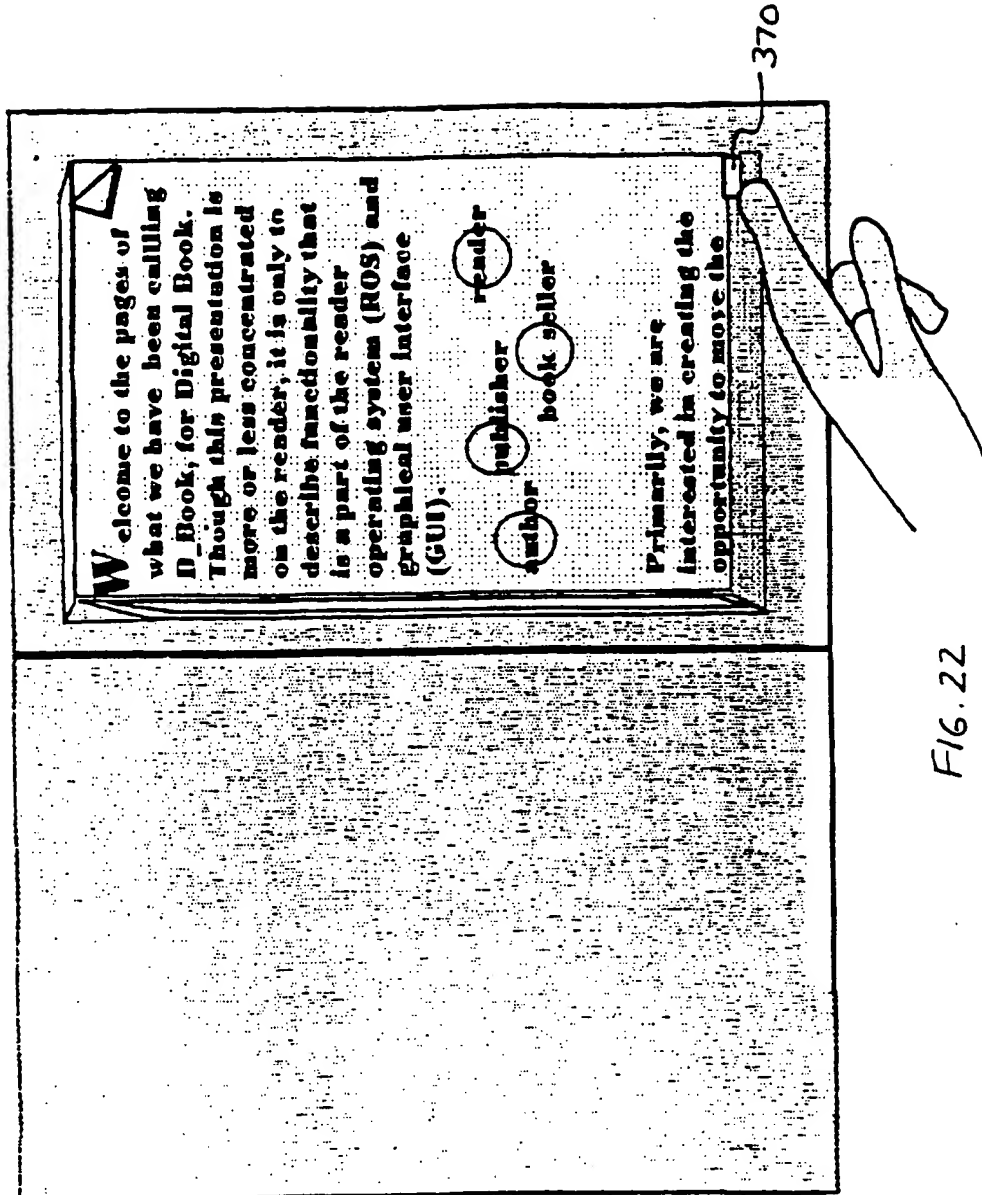 Welcome to the pages of
what we have been callling
D_Book, for Digital Book.
Though this presentation is
more or less concentrated
on the reader, it is only to
describe functionality that
is a part of the reader
operating system (ROS) and
graphical user interface
(GUI).
author
publisher
book seller
reader
Primarily, we are
interested in creating the
opportunity to move the
370
FIG. 22